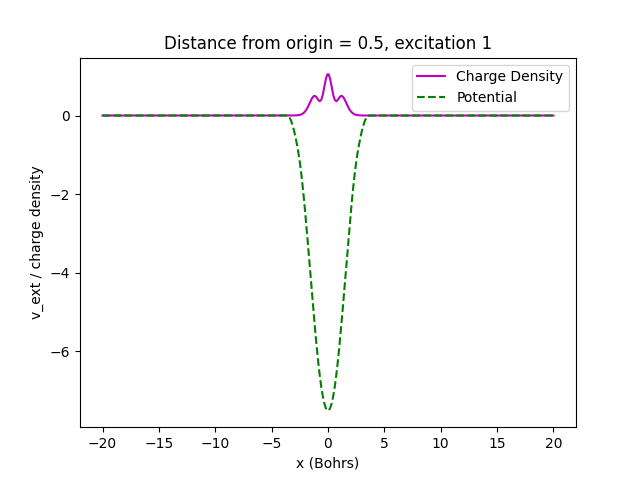 Distance from origin = 0.5, excitation 1
Charge Density
Potential
0
−2
−4
−6
v_ext / charge density
−20 −15 −10 −5 0 5 10 15 20
x (Bohrs)